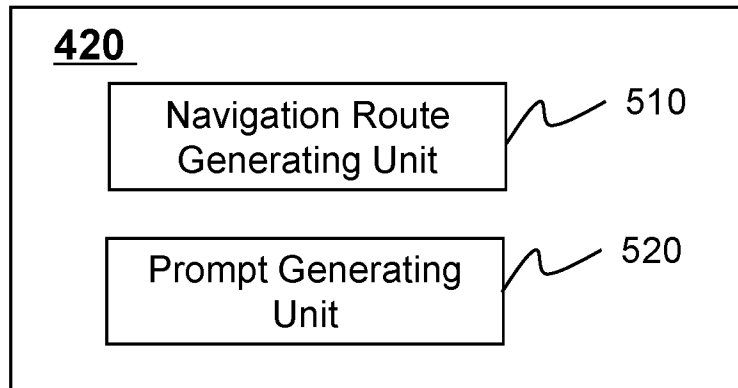 420
Navigation Route
Generating Unit
510
Prompt Generating
Unit
520